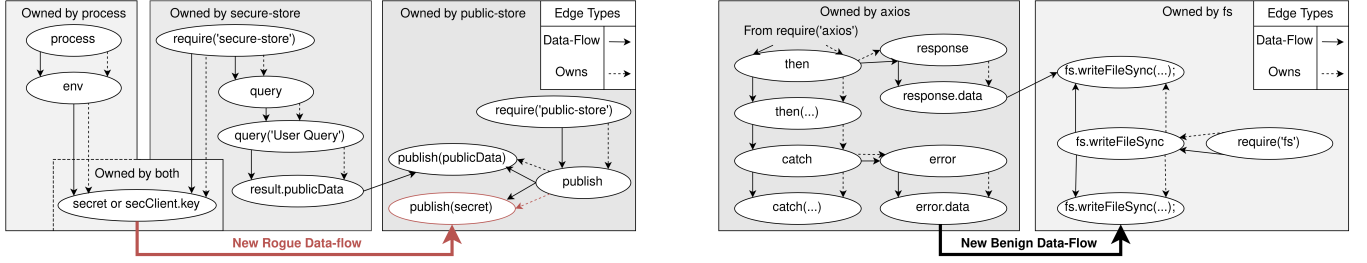 Owned by process
process
env
Owned by secure-store
require('secure-store')
query
query('User Query')
result.publicData
Owned by both
secret or secClient.key
Owned by public-store
Edge Types
Data-Flow
Owns
require('public-store')
publish(publicData)
publish
publish(secret)
New Rogue Data-flow
Owned by axios
From require('axios')
then
response
response.data
then(...)
catch
error
catch(...)
error.data
Owned by fs
Edge Types
Data-Flow
Owns
fs.writeFileSync(...);
fs.writeFileSync
require('fs')
fs.writeFileSync(...);
New Benign Data-Flow